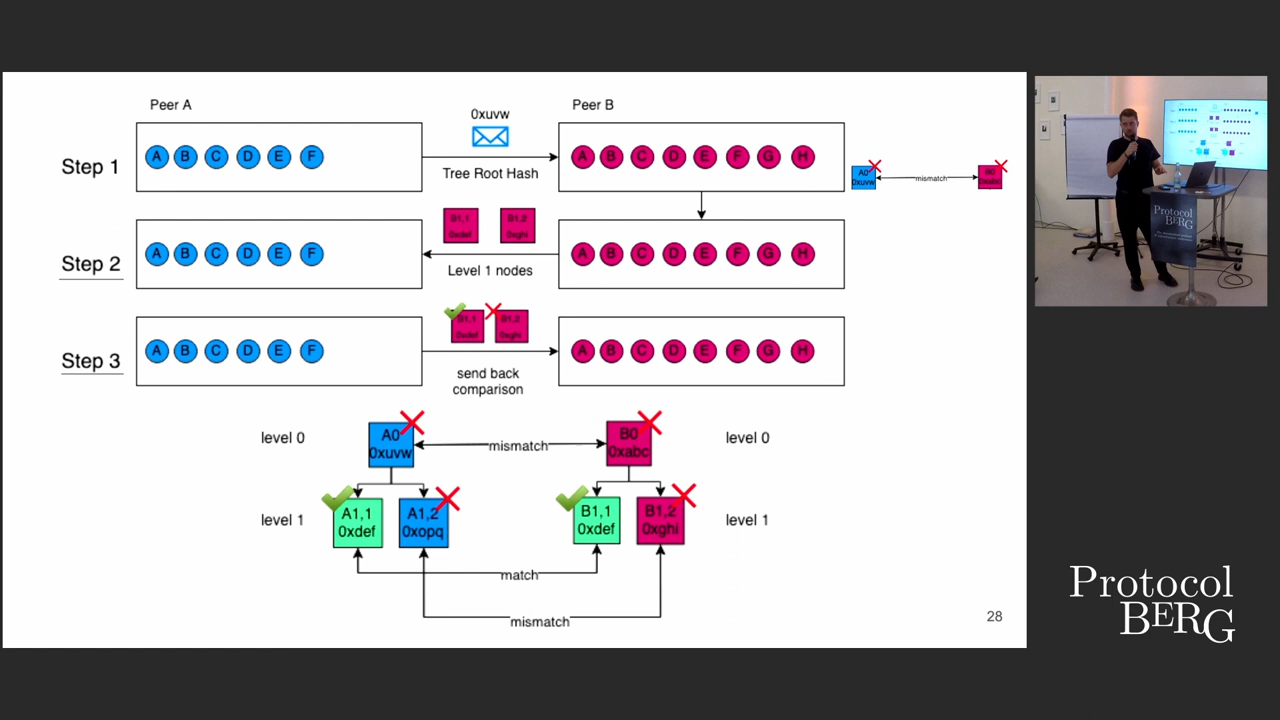 Peer A
0xuvw
Peer B
Step 1
A B C D E F
Tree Root Hash
A B C D E F G H
A0
0xuvw
mismatch
B0
0xabc
B1,1
0xdef
B1,2
0xghi
Step 2
A B C D E F
Level 1 nodes
A B C D E F G H
B1,1
0xdef
B1,2
0xghi
Step 3
A B C D E F
send back
comparison
A B C D E F G H
level 0
A0
0xuvw
mismatch
B0
0xabc
level 0
level 1
A1,1
0xdef
A1,2
0xopq
B1,1
0xdef
B1,2
0xghi
level 1
match
mismatch
28
Protocol
BERG
Protocol
BERG